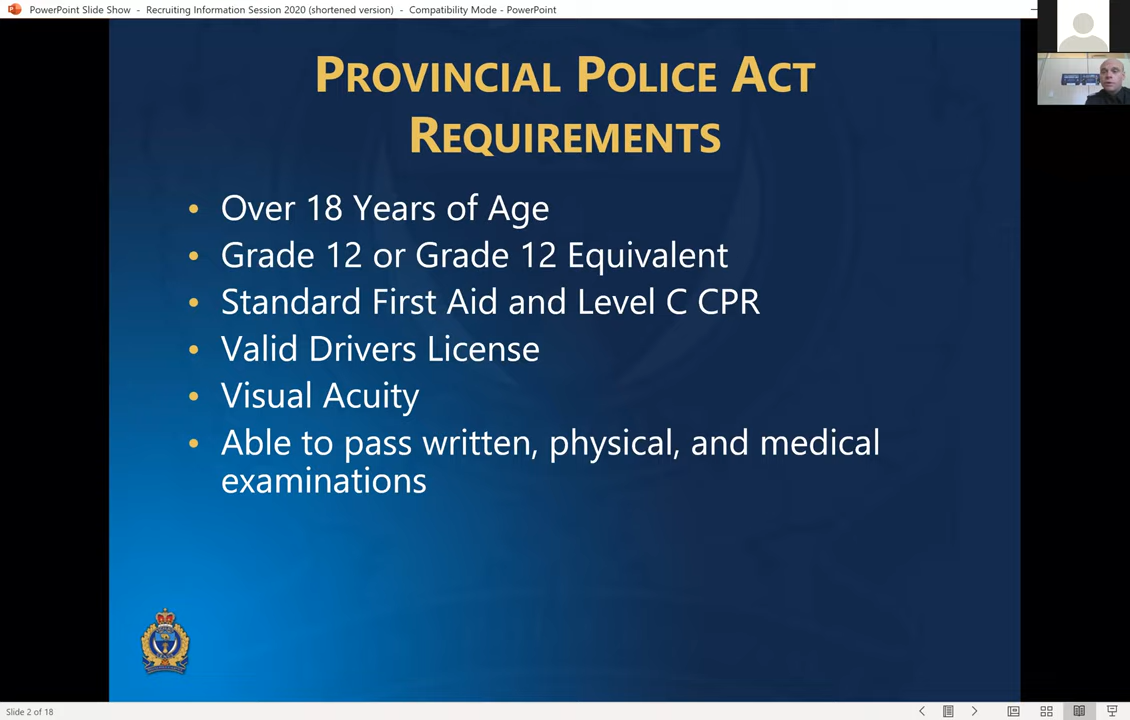 PowerPoint Slide Show - Recruiting Information Session 2020 (shortened version) - Compatibility Mode - PowerPoint
PROVINCIAL POLICE ACT
REQUIREMENTS
• Over 18 Years of Age
• Grade 12 or Grade 12 Equivalent
• Standard First Aid and Level C CPR
• Valid Drivers License
• Visual Acuity
• Able to pass written, physical, and medical
examinations
Slide 2 of 18